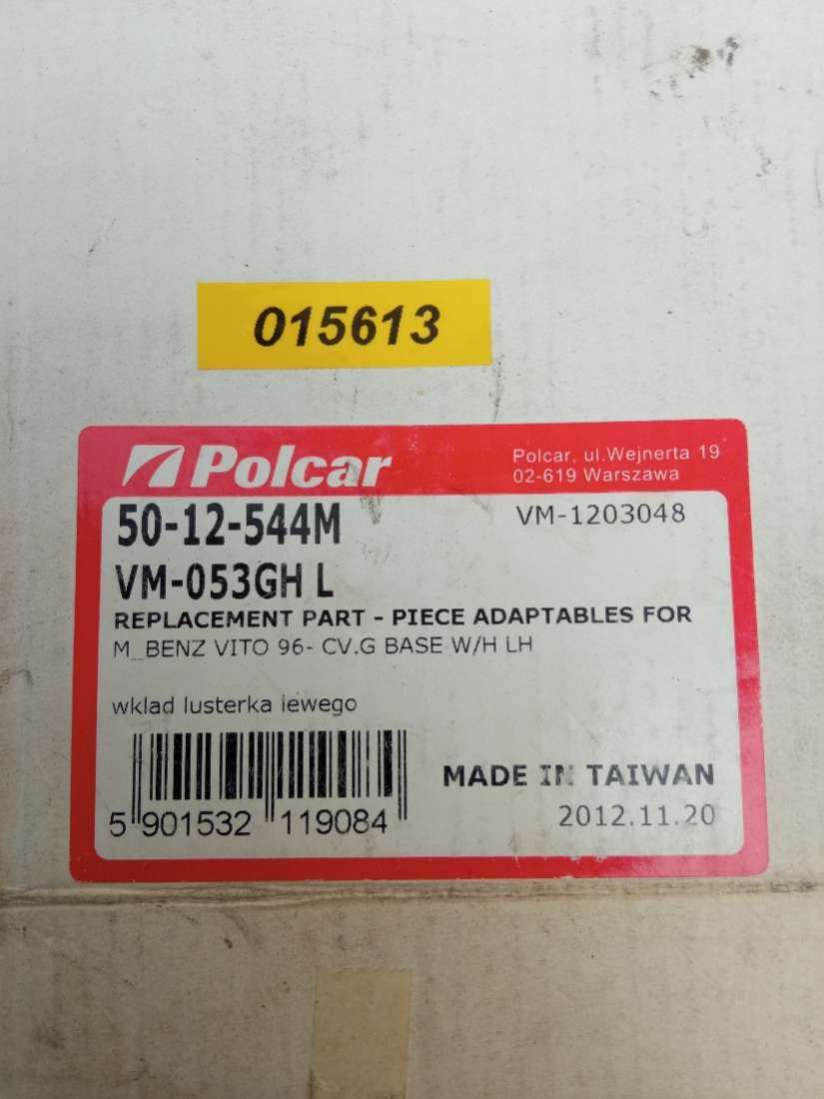 015613
Polcar
Polcar, ul.Wejnerta 19
02-619 Warszawa
50-12-544M
VM-1203048
VM-053GH L
REPLACEMENT PART - PIECE ADAPTABLES FOR
M_BENZ VITO 96- CV.G BASE W/H LH
wklad lusterka iewego
5 901532 119084
MADE IN TAIWAN
2012.11.20